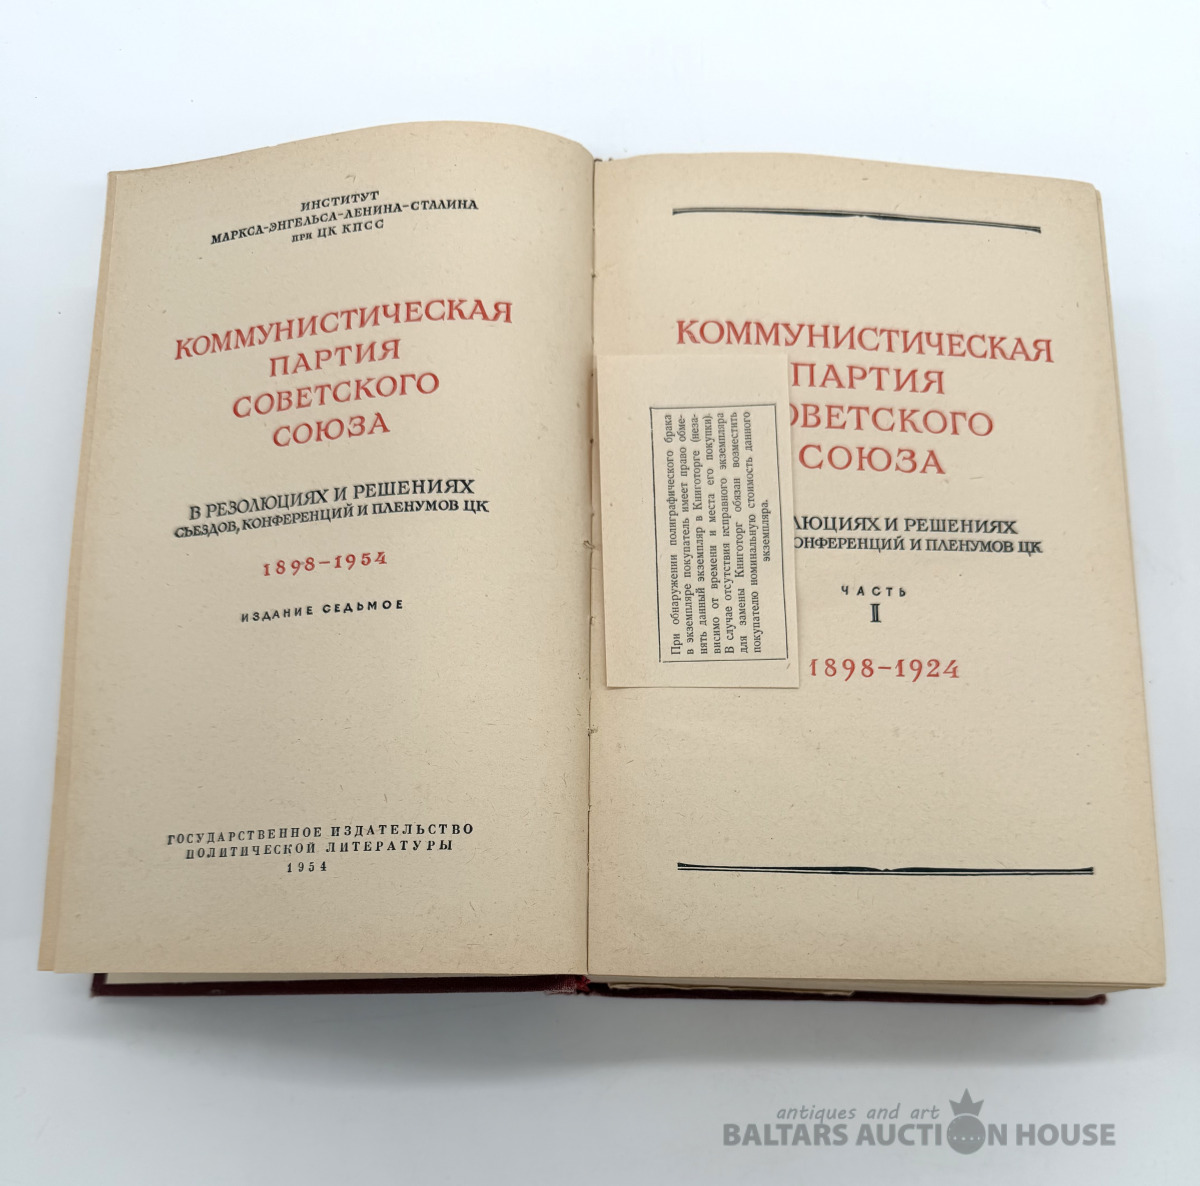 ИНСТИТУТ
МАРКСА-ЭНГЕЛЬСА-ЛЕНИНА-СТАЛИНА
ПРИ ЦК КПСС
КОММУНИСТИЧЕСКАЯ
ПАРТИЯ
СОВЕТСКОГО
СОЮЗА
В РЕЗОЛЮЦИЯХ И РЕШЕНИЯХ
СЪЕЗДОВ, КОНФЕРЕНЦИЙ И ПЛЕНУМОВ ЦК
1898-1954
ИЗДАНИЕ СЕДЬМОЕ
ГОСУДАРСТВЕННОЕ ИЗДАТЕЛЬСТВО
ПОЛИТИЧЕСКОЙ ЛИТЕРАТУРЫ
1954
КОММУНИСТИЧЕСКАЯ
ПАРТИЯ
ОВЕТСКОГО
СОЮЗА
ЛЮЦИЯХ И РЕШЕНИЯХ
ОНФЕРЕНЦИЙ И ПЛЕНУМОВ ЦК
ЧАСТЬ
I
1898-1924
При обнаружении полиграфического брака
в экземпляре покупатель имеет право обме-
нять данный экземпляр в Книготорге (неза-
висимо от времени и места его покупки).
В случае отсутствия исправного экземпляра
для замены Книготорг обязан возместить
покупателю номинальную стоимость данного
экземпляра.
antiques and art
BALTARS AUCTION HOUSE